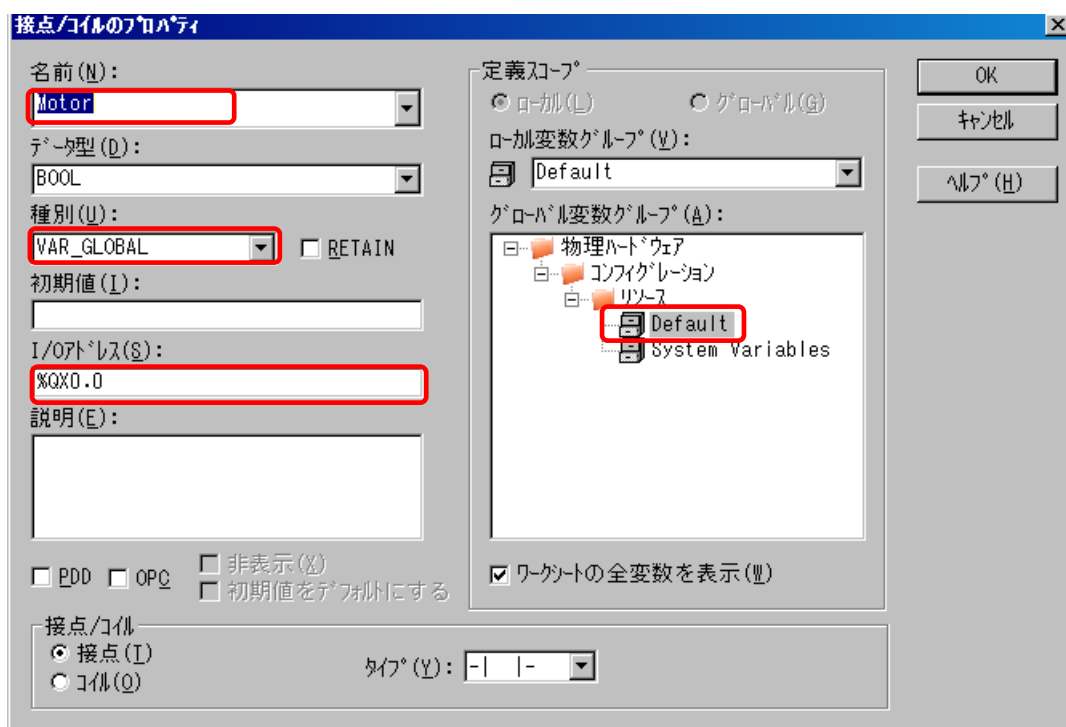 接点/ｺｲﾙのﾌﾟﾛﾊﾟﾃｨ
名前(N):
Motor
ﾃﾞｰﾀ型(D):
BOOL
種別(U):
VAR_GLOBAL
RETAIN
初期値(I):
I/Oｱﾄﾞﾚｽ(S):
%QX0.0
説明(E):
PDD
OPC
非表示(X)
初期値をﾃﾞﾌｫﾙﾄにする
定義ｽｺｰﾌﾟ
ﾛｰｶﾙ(L)
ｸﾞﾛｰﾊﾞﾙ(G)
ﾛｰｶﾙ変数ｸﾞﾙｰﾌﾟ(V):
Default
ｸﾞﾛｰﾊﾞﾙ変数ｸﾞﾙｰﾌﾟ(A):
物理ﾊｰﾄﾞｳｪｱ
ｺﾝﾌｨｸﾞﾚｰｼｮﾝ
ﾘｿｰｽ
Default
System Variables
ﾜｰｸｼｰﾄの全変数を表示(W)
接点/ｺｲﾙ
接点(T)
ｺｲﾙ(O)
ﾀｲﾌﾟ(Y):
-| |-
OK
ｷｬﾝｾﾙ
ﾍﾙﾌﾟ(H)